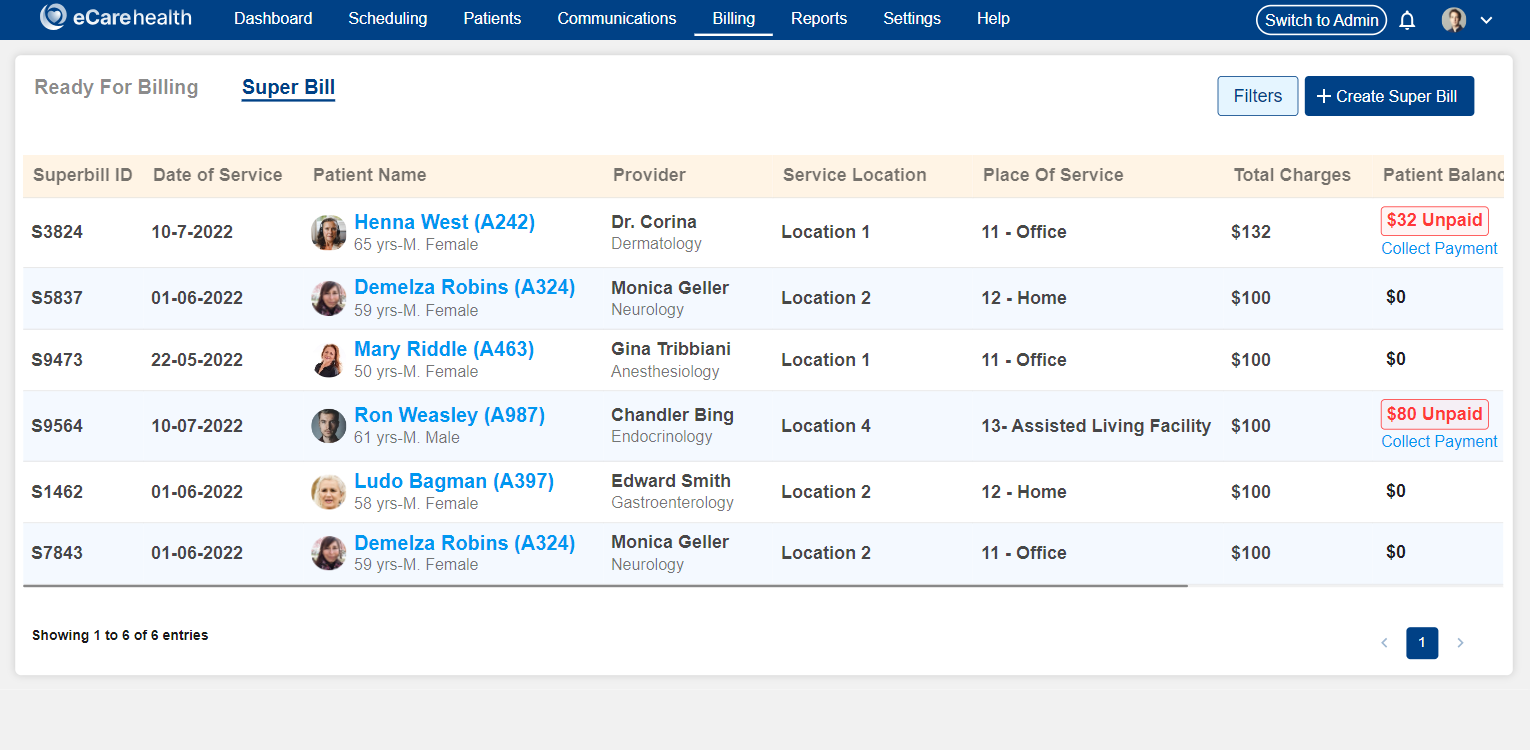 eCarehealth Dashboard Scheduling Patients Communications Billing Reports Settings Help Switch to Admin
Ready For Billing Super Bill Filters + Create Super Bill
Superbill ID Date of Service Patient Name Provider Service Location Place Of Service Total Charges Patient Balanc
S3824 10-7-2022 Henna West (A242) Dr. Corina Location 1 11 - Office $132 $32 Unpaid
65 yrs-M. Female Dermatology Collect Payment
S5837 01-06-2022 Demelza Robins (A324) Monica Geller Location 2 12 - Home $100 $0
59 yrs-M. Female Neurology
S9473 22-05-2022 Mary Riddle (A463) Gina Tribbiani Location 1 11 - Office $100 $0
50 yrs-M. Female Anesthesiology
S9564 10-07-2022 Ron Weasley (A987) Chandler Bing Location 4 13- Assisted Living Facility $100 $80 Unpaid
61 yrs-M. Male Endocrinology Collect Payment
S1462 01-06-2022 Ludo Bagman (A397) Edward Smith Location 2 12 - Home $100 $0
58 yrs-M. Female Gastroenterology
S7843 01-06-2022 Demelza Robins (A324) Monica Geller Location 2 11 - Office $100 $0
59 yrs-M. Female Neurology
Showing 1 to 6 of 6 entries < 1 >